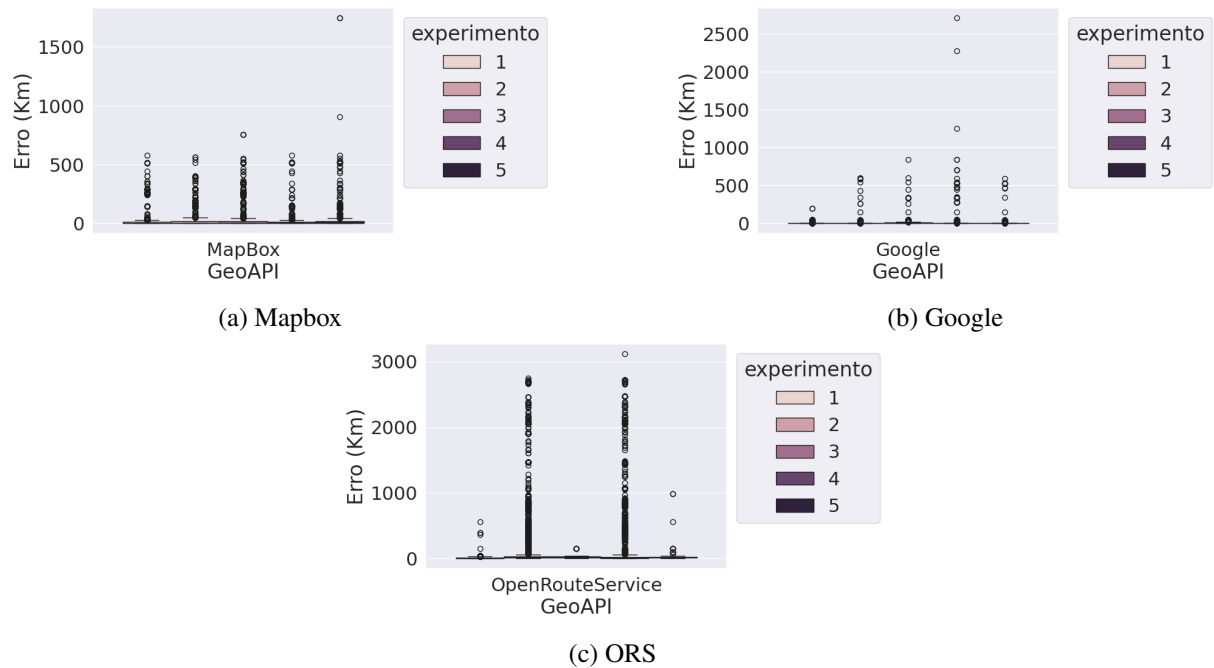 1500
1000
500
0
Erro (Km)
MapBox
GeoAPI
experimento
1
2
3
4
5
(a) Mapbox
2500
2000
1500
1000
500
0
Erro (Km)
Google
GeoAPI
experimento
1
2
3
4
5
(b) Google
3000
2000
1000
0
Erro (Km)
OpenRouteService
GeoAPI
experimento
1
2
3
4
5
(c) ORS